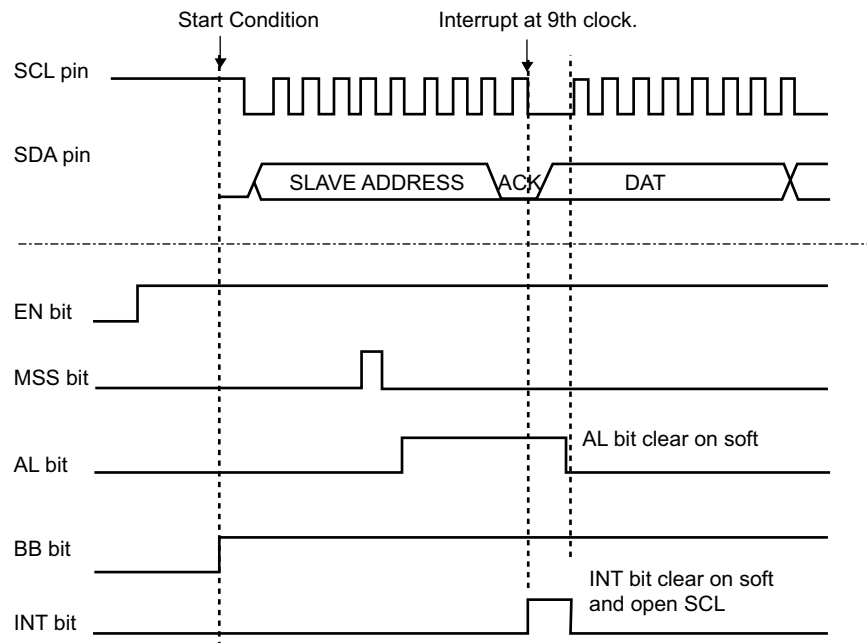 Start Condition
Interrupt at 9th clock.
SCL pin
SDA pin
SLAVE ADDRESS
ACK
DAT
EN bit
MSS bit
AL bit
AL bit clear on soft
BB bit
INT bit clear on soft
and open SCL
INT bit